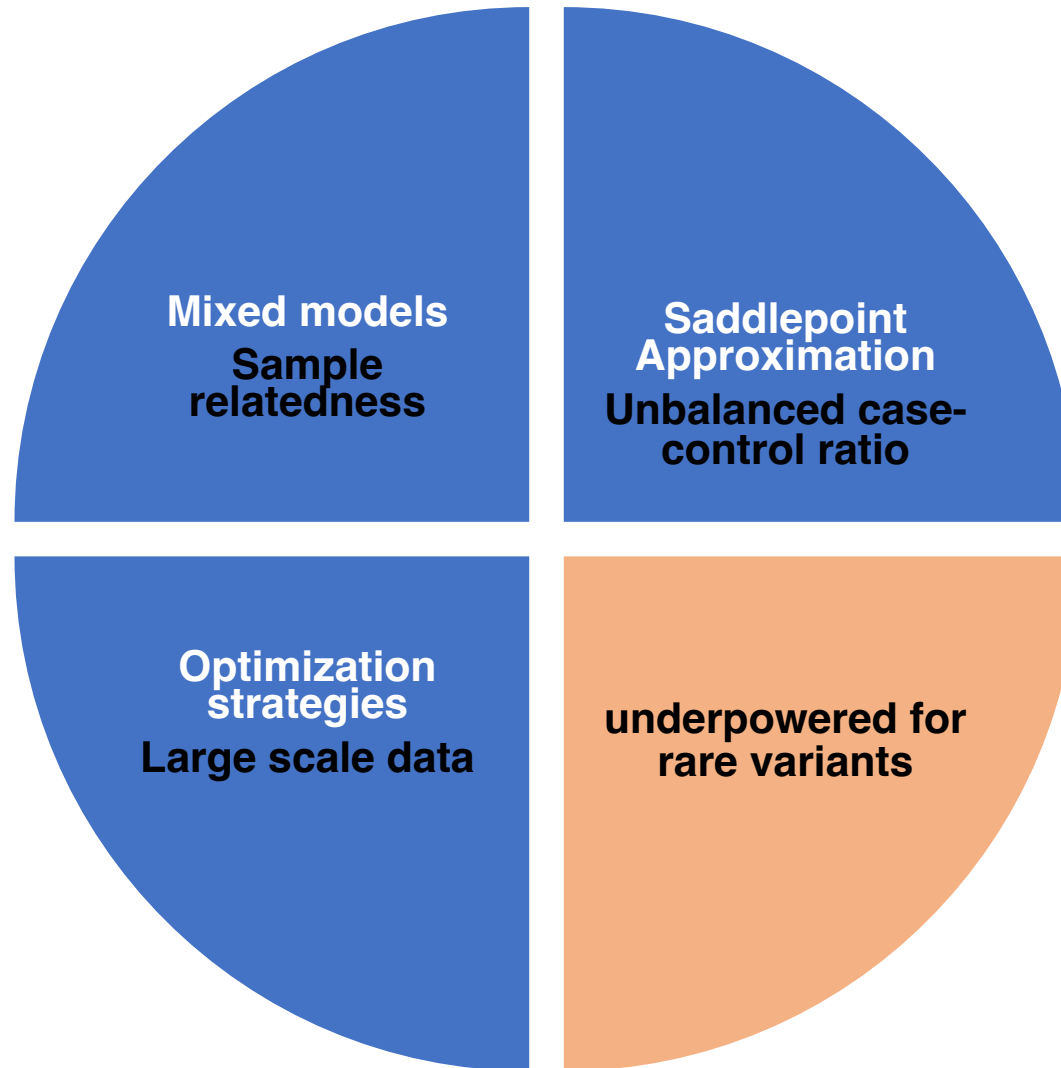 Mixed models
Sample
relatedness
Saddlepoint
Approximation
Unbalanced case-
control ratio
Optimization
strategies
Large scale data
underpowered for
rare variants